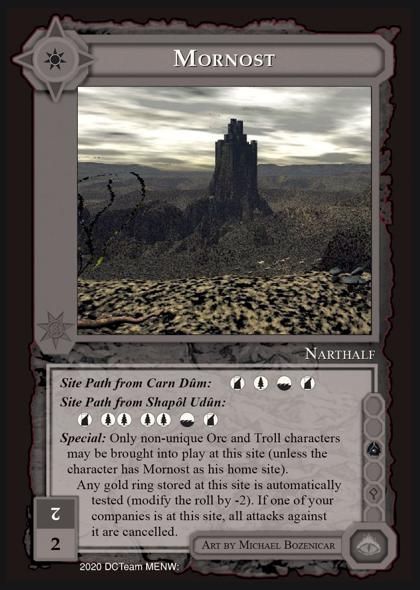 Mornost
Narthalf
Site Path from Carn Dûm:
Site Path from Shapôl Udûn:
Special: Only non-unique Orc and Troll characters
may be brought into play at this site (unless the
character has Mornost as his home site).
Any gold ring stored at this site is automatically
tested (modify the roll by -2). If one of your
companies is at this site, all attacks against
it are cancelled.
2
2
Art by Michael Bozenicar
2020 DCTeam MENW: